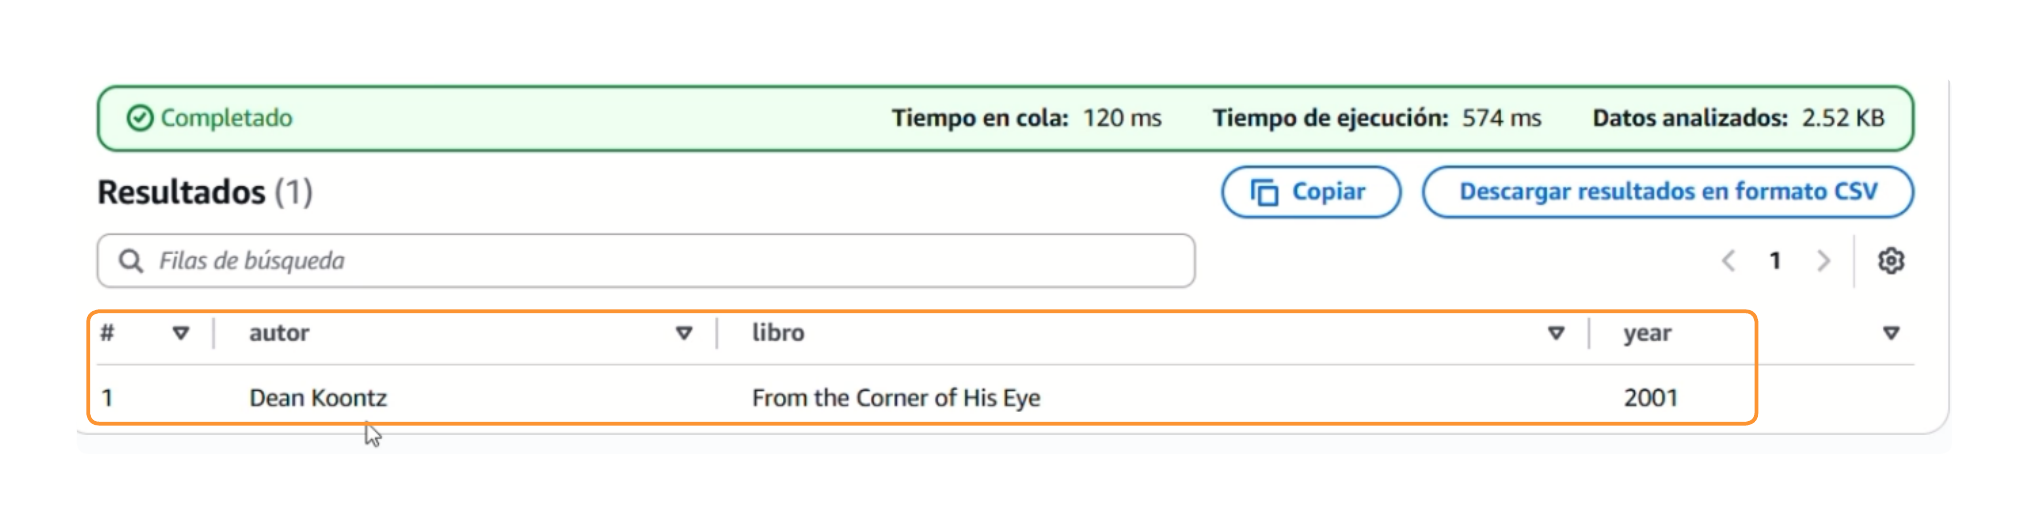 Completado Tiempo en cola: 120 ms Tiempo de ejecución: 574 ms Datos analizados: 2.52 KB
Resultados (1) Copiar Descargar resultados en formato CSV
Filas de búsqueda 1
# autor libro year
1 Dean Koontz From the Corner of His Eye 2001